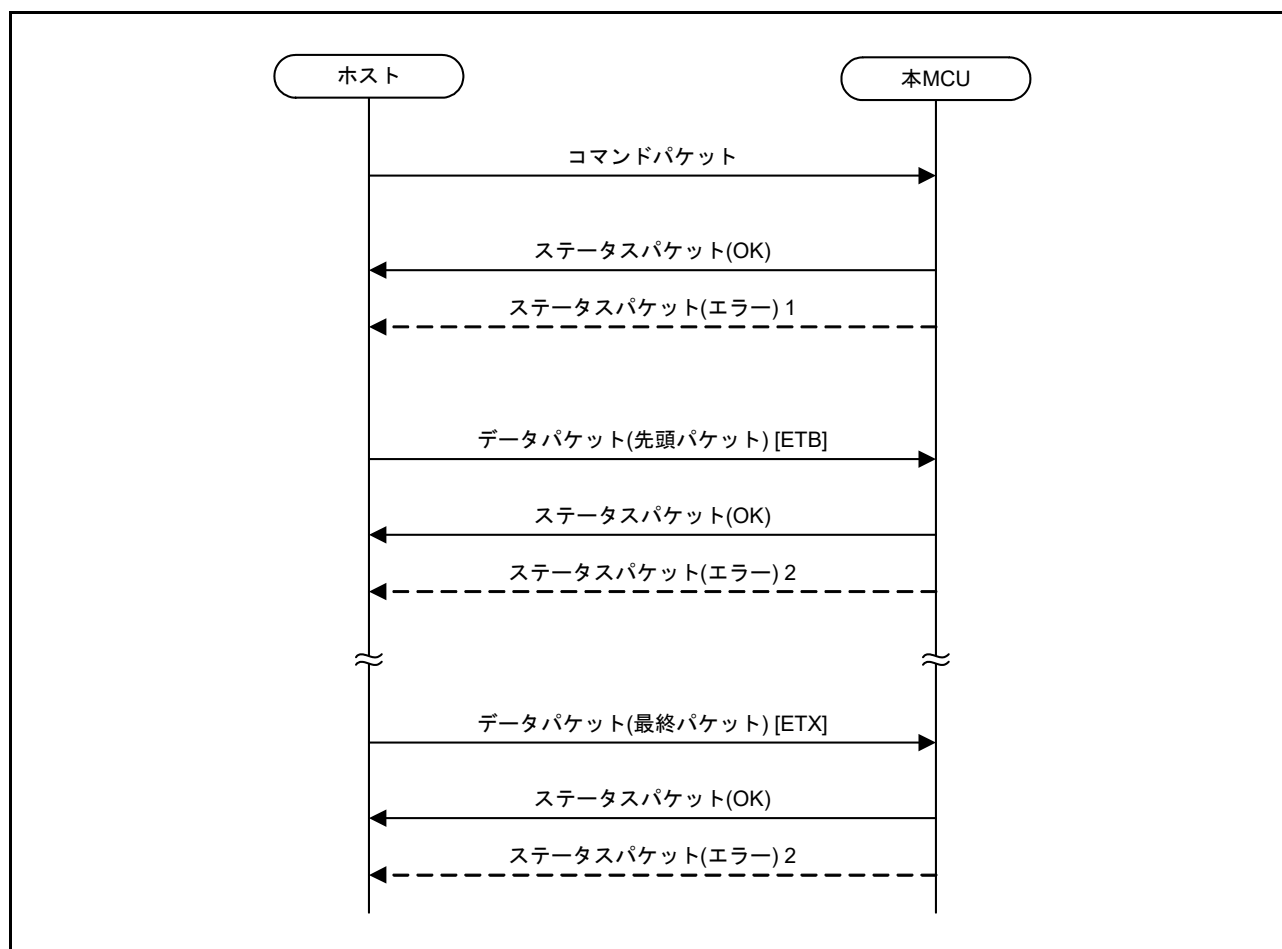 ホスト
本MCU
コマンドパケット
ステータスパケット(OK)
ステータスパケット(エラー) 1
データパケット(先頭パケット) [ETB]
ステータスパケット(OK)
ステータスパケット(エラー) 2
データパケット(最終パケット) [ETX]
ステータスパケット(OK)
ステータスパケット(エラー) 2